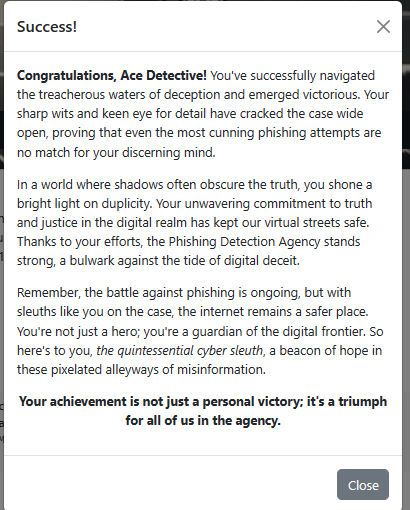 Success!
Congratulations, Ace Detective! You've successfully navigated
the treacherous waters of deception and emerged victorious. Your
sharp wits and keen eye for detail have cracked the case wide
open, proving that even the most cunning phishing attempts are
no match for your discerning mind.
In a world where shadows often obscure the truth, you shone a
bright light on duplicity. Your unwavering commitment to truth
and justice in the digital realm has kept our virtual streets safe.
Thanks to your efforts, the Phishing Detection Agency stands
strong, a bulwark against the tide of digital deceit.
Remember, the battle against phishing is ongoing, but with
sleuths like you on the case, the internet remains a safer place.
You're not just a hero; you're a guardian of the digital frontier. So
here's to you, the quintessential cyber sleuth, a beacon of hope in
these pixelated alleyways of misinformation.
Your achievement is not just a personal victory; it's a triumph
for all of us in the agency.
Close